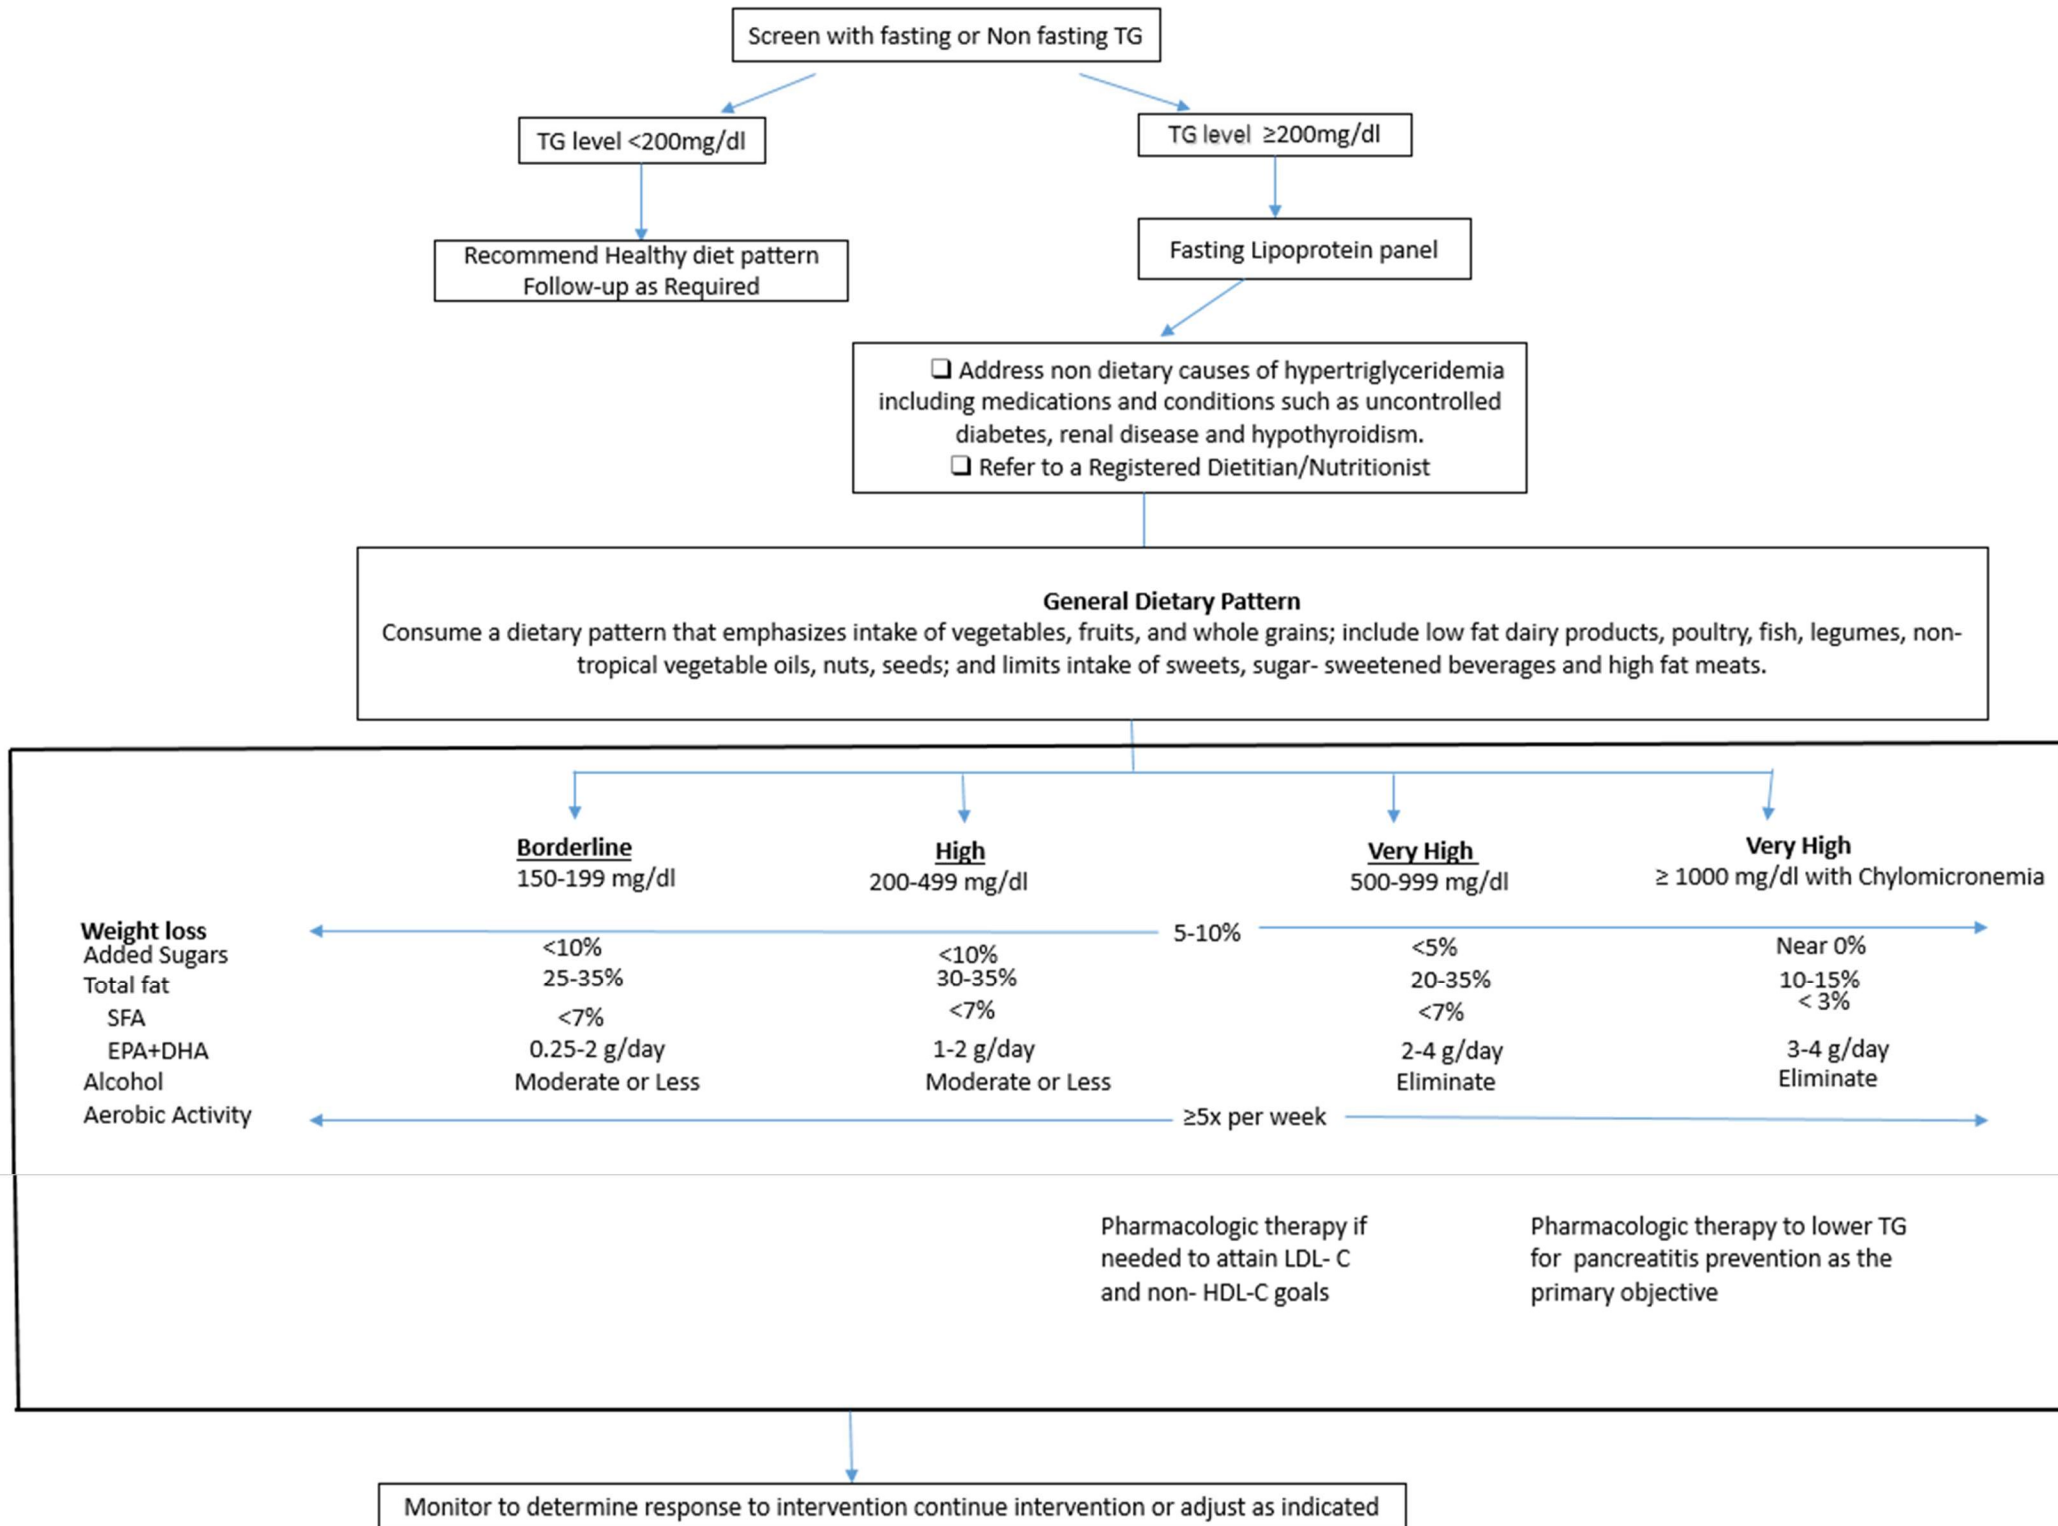 Screen with fasting or Non fasting TG
TG level <200mg/dl
TG level ≥200mg/dl
Recommend Healthy diet pattern
Follow-up as Required
Fasting Lipoprotein panel
❑ Address non dietary causes of hypertriglyceridemia
including medications and conditions such as uncontrolled
diabetes, renal disease and hypothyroidism.
❑ Refer to a Registered Dietitian/Nutritionist
General Dietary Pattern
Consume a dietary pattern that emphasizes intake of vegetables, fruits, and whole grains; include low fat dairy products, poultry, fish, legumes, non-
tropical vegetable oils, nuts, seeds; and limits intake of sweets, sugar- sweetened beverages and high fat meats.
Borderline High Very High Very High
150-199 mg/dl 200-499 mg/dl 500-999 mg/dl ≥ 1000 mg/dl with Chylomicronemia
Weight loss 5-10%
Added Sugars <10% <10% <5% Near 0%
Total fat 25-35% 30-35% 20-35% 10-15%
SFA <7% <7% <7% < 3%
EPA+DHA 0.25-2 g/day 1-2 g/day 2-4 g/day 3-4 g/day
Alcohol Moderate or Less Moderate or Less Eliminate Eliminate
Aerobic Activity ≥5x per week
Pharmacologic therapy if
needed to attain LDL- C
and non- HDL-C goals
Pharmacologic therapy to lower TG
for pancreatitis prevention as the
primary objective
Monitor to determine response to intervention continue intervention or adjust as indicated